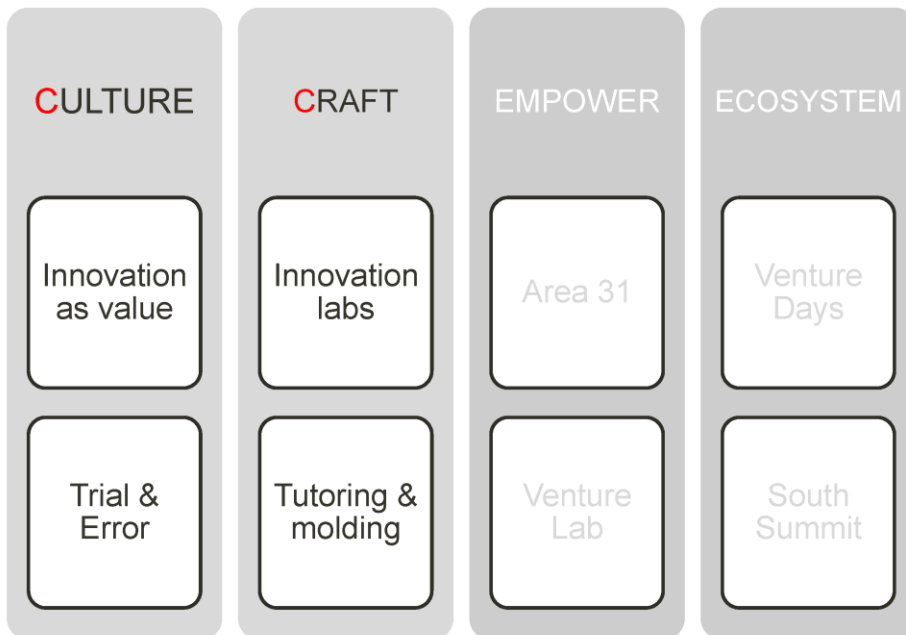 CULTURE
CRAFT
EMPOWER
ECOSYSTEM
Innovation
as value
Innovation
labs
Area 31
Venture
Days
Trial &
Error
Tutoring &
molding
Venture
Lab
South
Summit